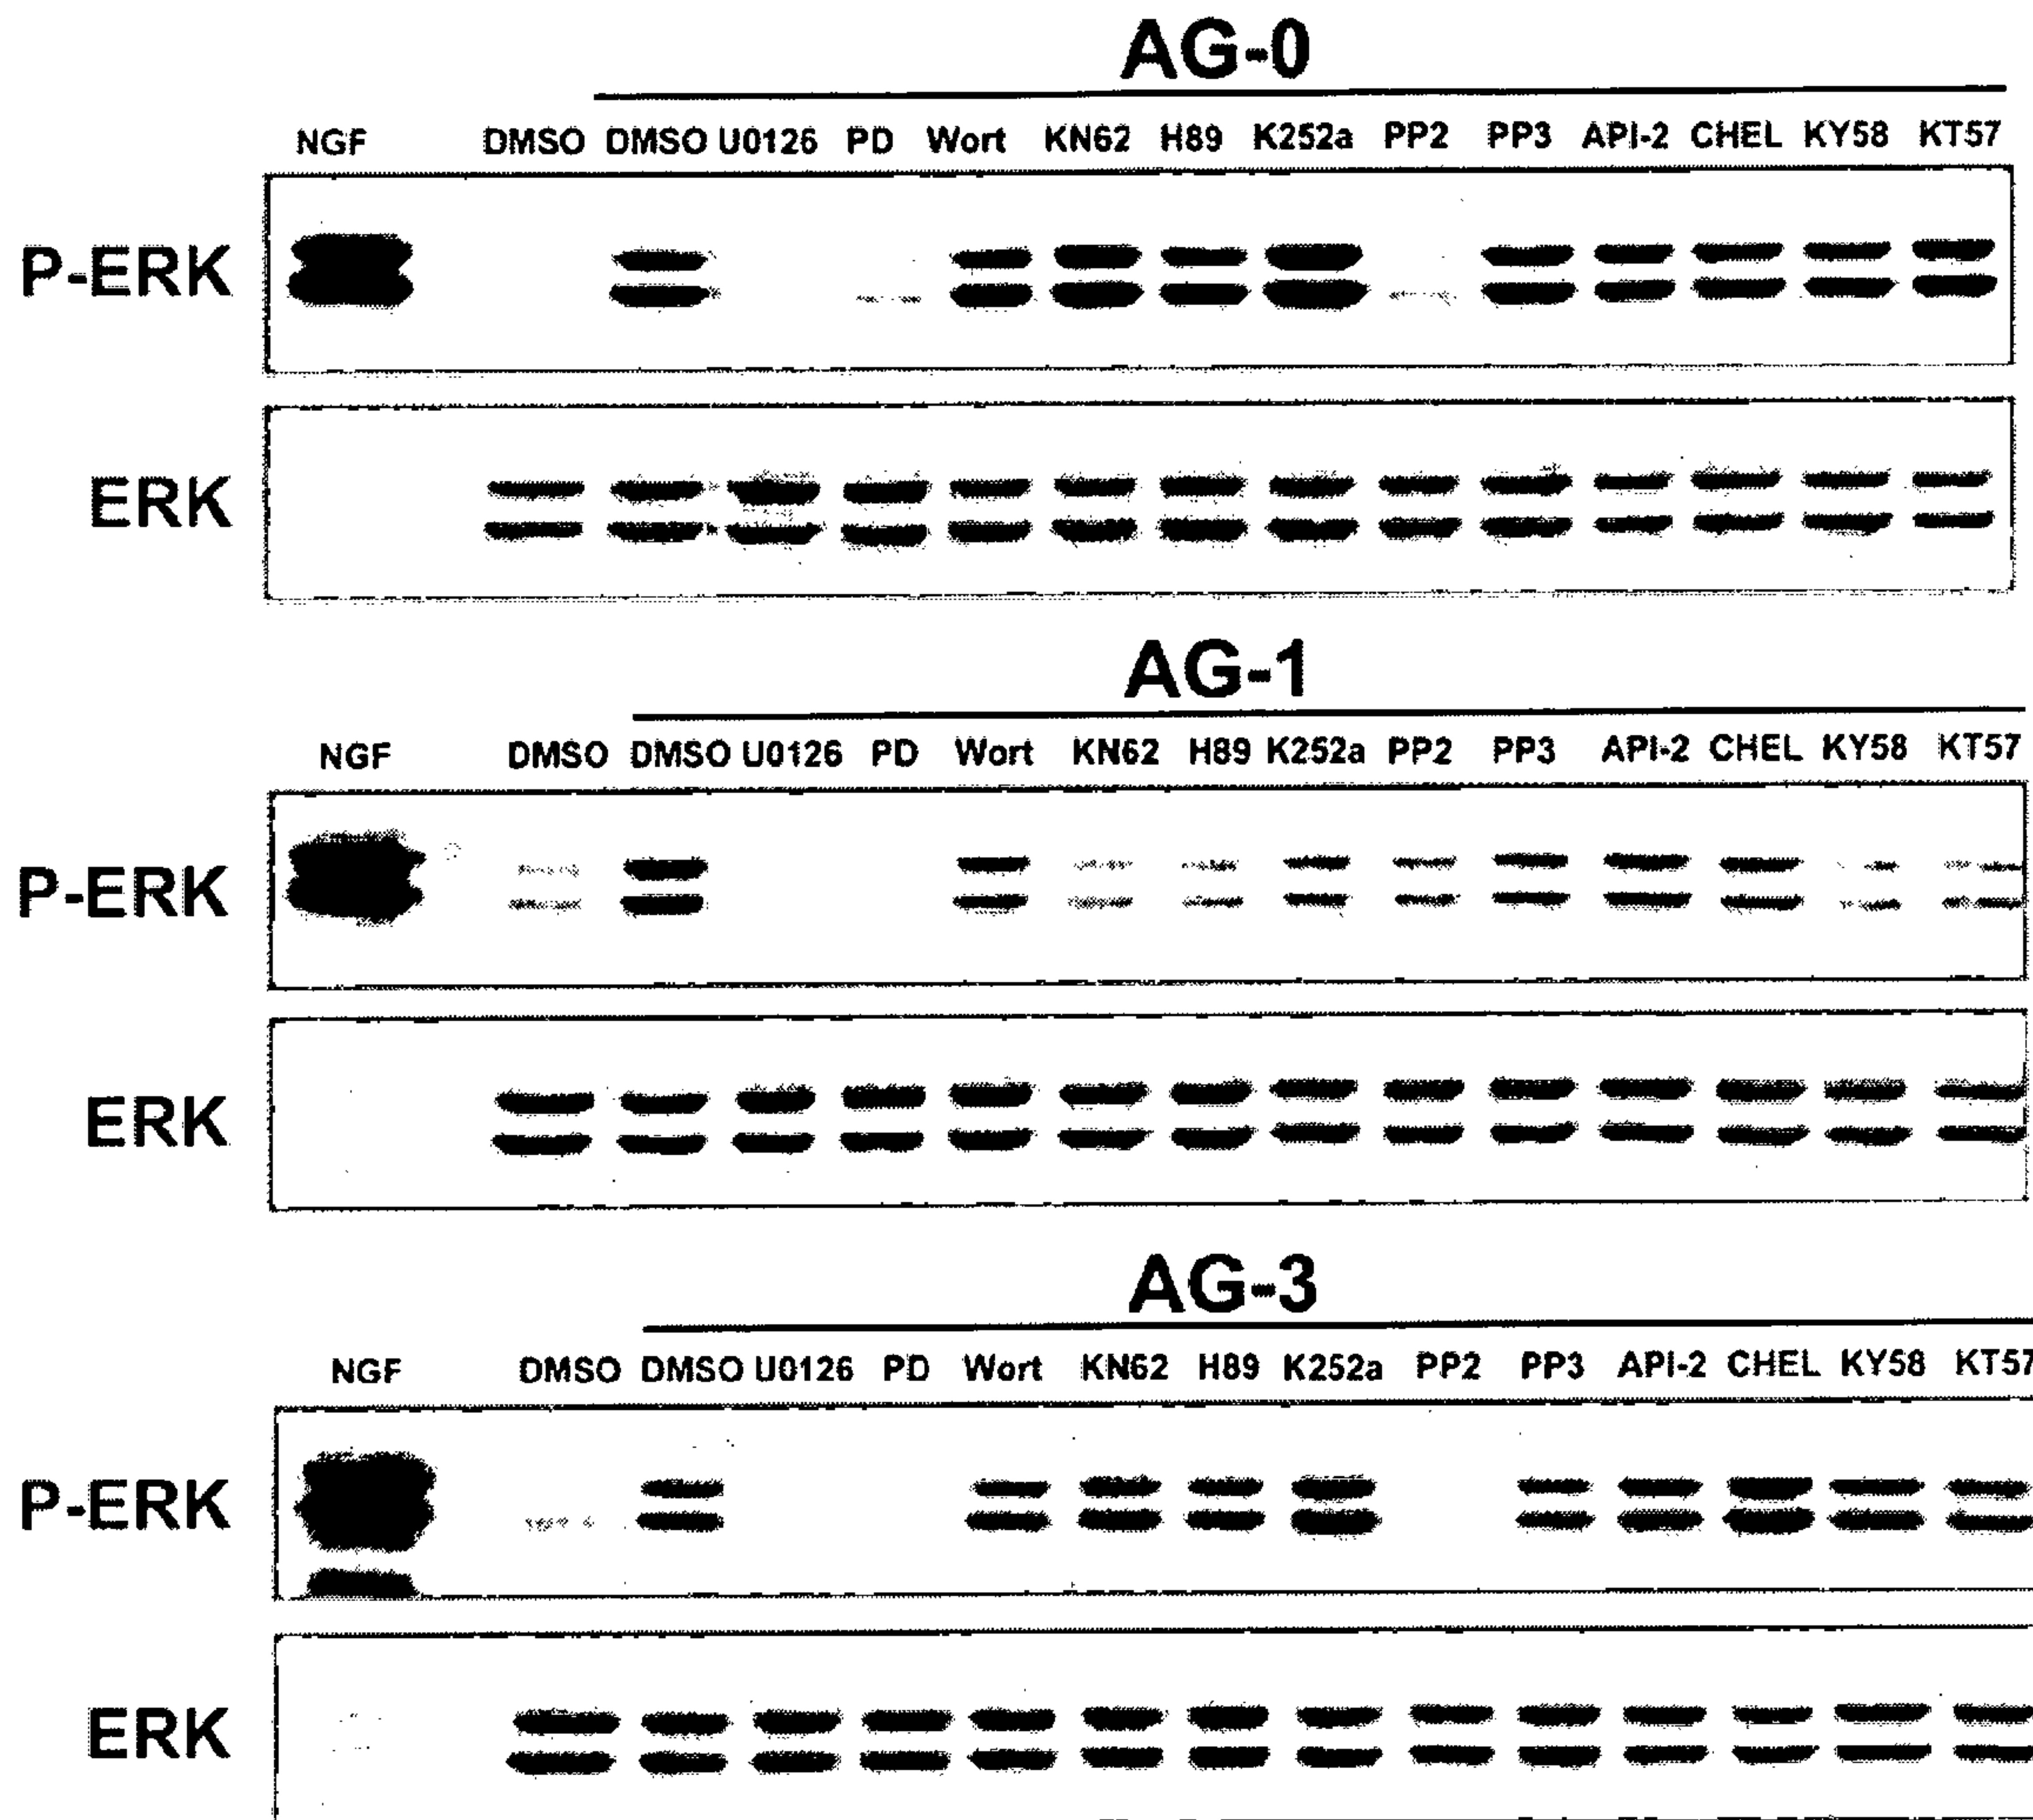 AG-0
NGF DMSO DMSO U0126 PD Wort KN62 H89 K252a PP2 PP3 API-2 CHEL KY58 KT57
P-ERK
ERK
AG-1
NGF DMSO DMSO U0126 PD Wort KN62 H89 K252a PP2 PP3 API-2 CHEL KY58 KT57
P-ERK
ERK
AG-3
NGF DMSO DMSO U0126 PD Wort KN62 H89 K252a PP2 PP3 API-2 CHEL KY58 KT57
P-ERK
ERK